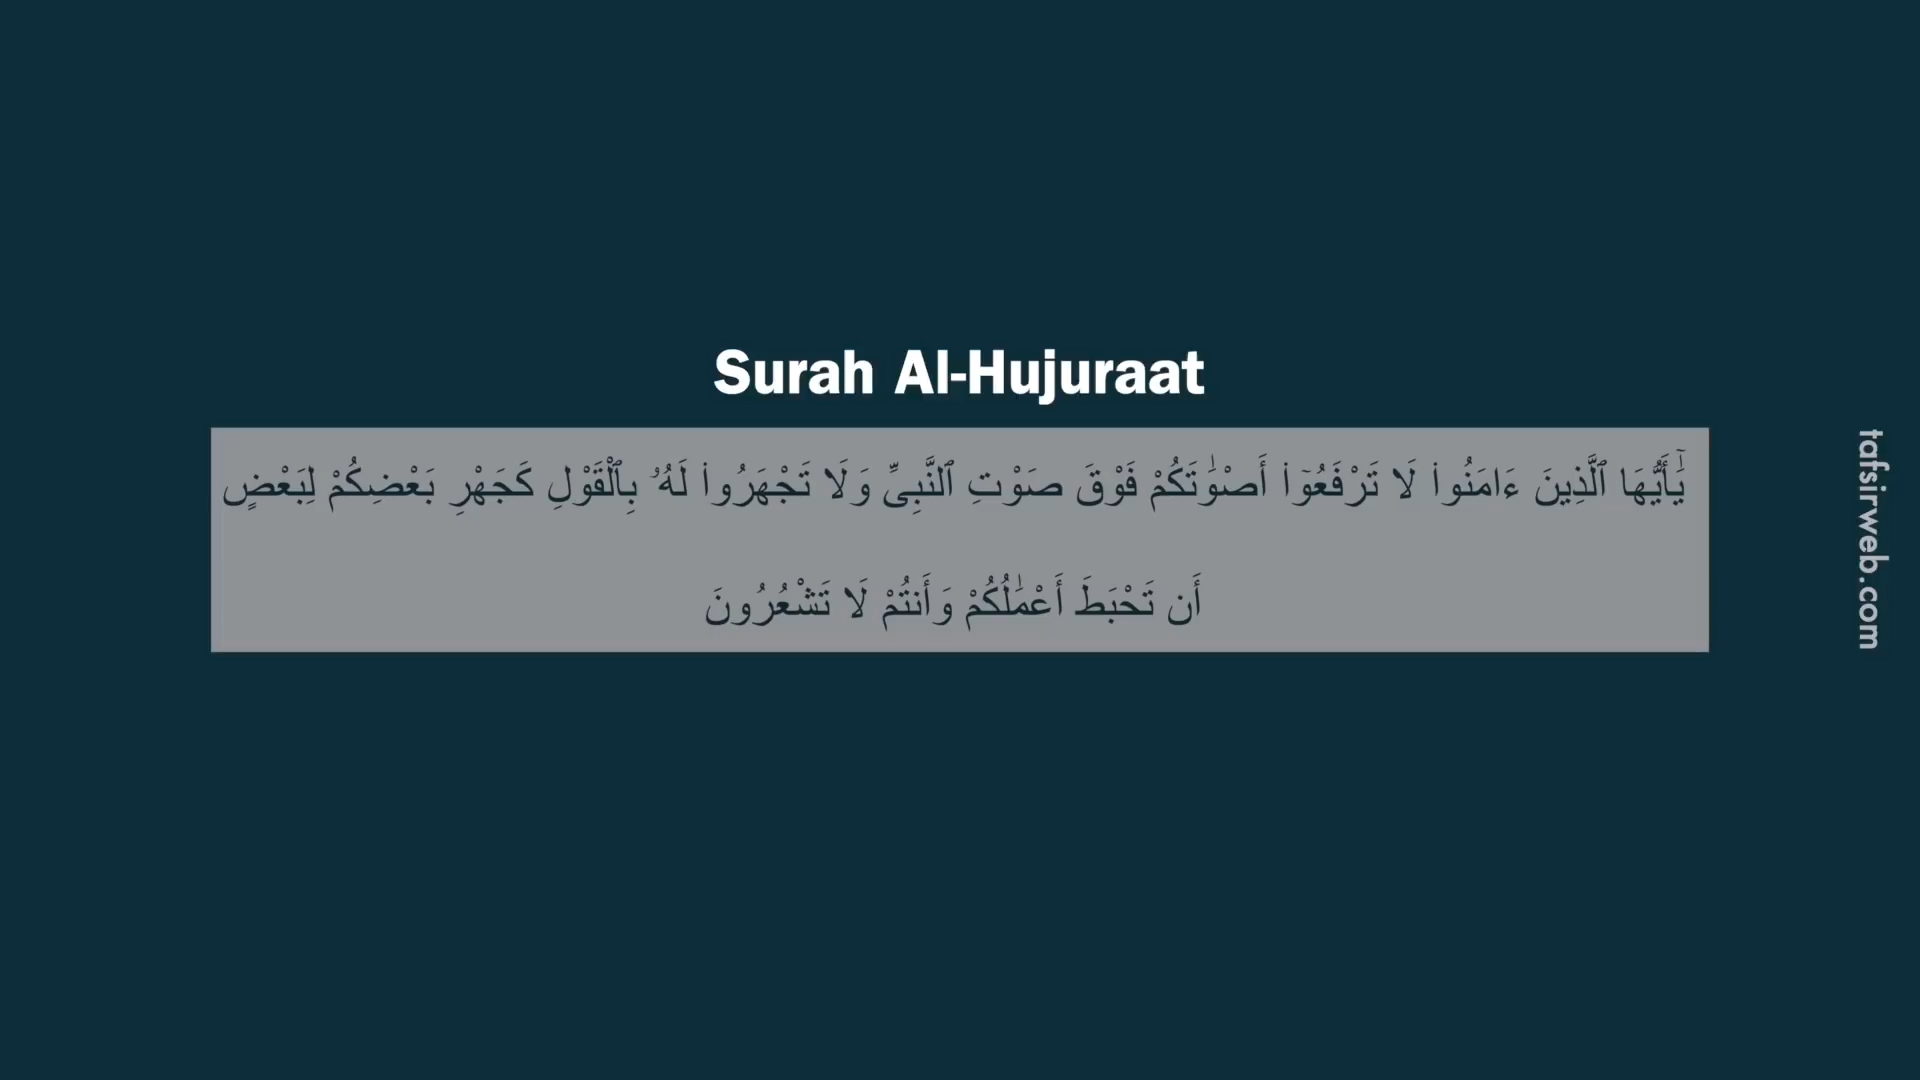 Surah Al-Hujuraat
يَٰٓأَيُّهَا ٱلَّذِينَ ءَامَنُوا۟ لَا تَرْفَعُوٓا۟ أَصْوَٰتَكُمْ فَوْقَ صَوْتِ ٱلنَّبِىِّ وَلَا تَجْهَرُوا۟ لَهُۥ بِٱلْقَوْلِ كَجَهْرِ بَعْضِكُمْ لِبَعْضٍ
أَن تَحْبَطَ أَعْمَٰلُكُمْ وَأَنتُمْ لَا تَشْعُرُونَ
tafsirweb.com